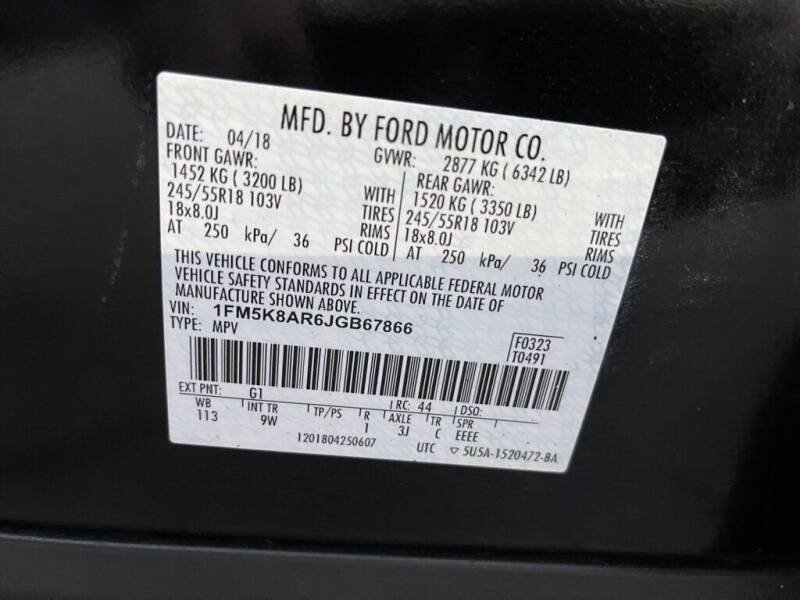 MFD. BY FORD MOTOR CO.
DATE: 04/18 GVWR: 2877 KG ( 6342 LB)
FRONT GAWR: REAR GAWR:
1452 KG ( 3200 LB) WITH 1520 KG ( 3350 LB) WITH
245/55R18 103V TIRES 245/55R18 103V TIRES
18x8.0J RIMS 18x8.0J RIMS
AT 250 kPa/ 36 PSI COLD AT 250 kPa/ 36 PSI COLD
THIS VEHICLE CONFORMS TO ALL APPLICABLE FEDERAL MOTOR
VEHICLE SAFETY STANDARDS IN EFFECT ON THE DATE OF
MANUFACTURE SHOWN ABOVE.
VIN: 1FM5K8AR6JGB67866
TYPE: MPV F0323
T0491
EXT PNT: G1 RC: 44 DSO:
WB INT TR TP/PS R AXLE TR SPR
113 9W 1 3J C EEEE
1201804250607 UTC ▽ 5U5A-1520472-BA